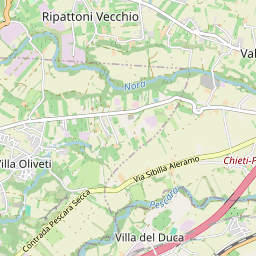 Ripattoni Vecchio
Val
Nora
Villa Oliveti
Via Sibilla Aleramo
Chieti-P
Contrada Pescara Secca
Pescara
Villa del Duca